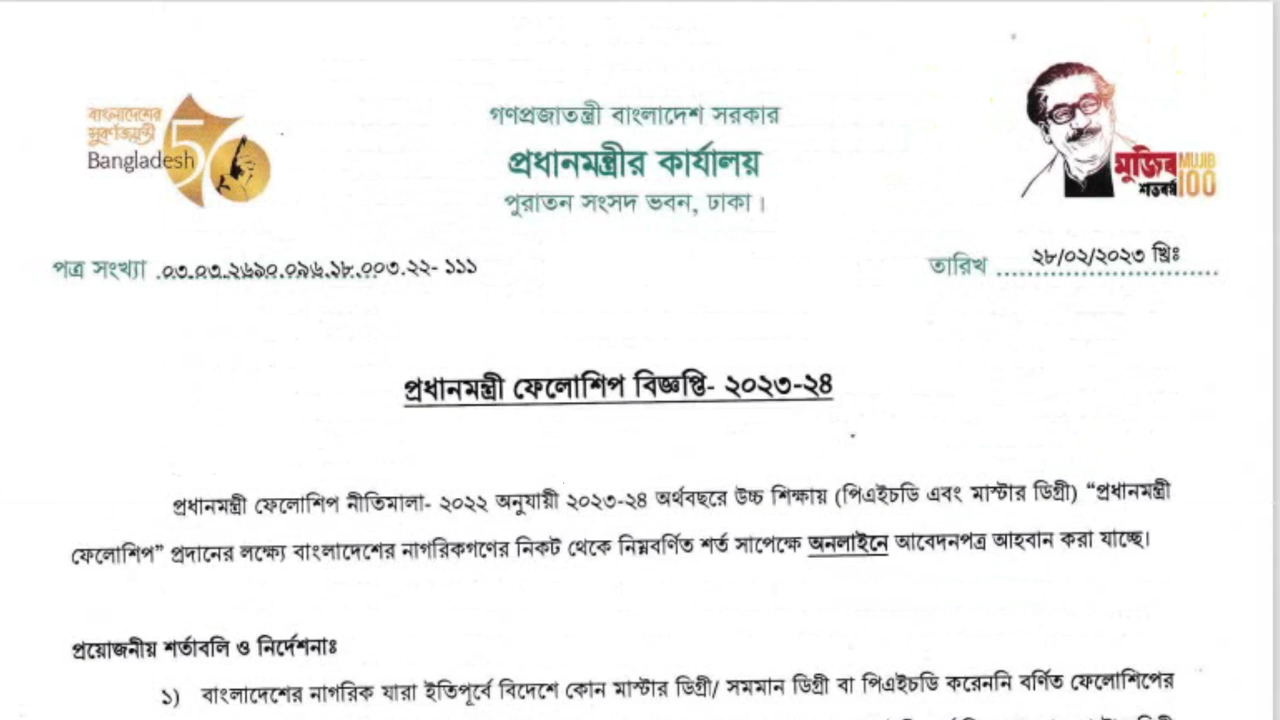 বাংলাদেশের
সুবর্ণজয়ন্তী
50
Bangladesh
গণপ্রজাতন্ত্রী বাংলাদেশ সরকার
প্রধানমন্ত্রীর কার্যালয়
পুরাতন সংসদ ভবন, ঢাকা।
মুজিব
শতবর্ষ
MUJIB
100
পত্র সংখ্যা .০৩.০৩.২৬৯০.০৯৬.১৮.০০৩.২২- ১১১
তারিখ ২৮/০২/২০২৩ খ্রিঃ
প্রধানমন্ত্রী ফেলোশিপ বিজ্ঞপ্তি- ২০২৩-২৪
প্রধানমন্ত্রী ফেলোশিপ নীতিমালা- ২০২২ অনুযায়ী ২০২৩-২৪ অর্থবছরে উচ্চ শিক্ষায় (পিএইচডি এবং মাস্টার ডিগ্রী) “প্রধানমন্ত্রী
ফেলোশিপ” প্রদানের লক্ষ্যে বাংলাদেশের নাগরিকগণের নিকট থেকে নিম্নবর্ণিত শর্ত সাপেক্ষে অনলাইনে আবেদনপত্র আহবান করা যাচ্ছে।
প্রয়োজনীয় শর্তাবলি ও নির্দেশনাঃ
১) বাংলাদেশের নাগরিক যারা ইতিপূর্বে বিদেশে কোন মাস্টার ডিগ্রী/ সমমান ডিগ্রী বা পিএইচডি করেননি বর্ণিত ফেলোশিপের